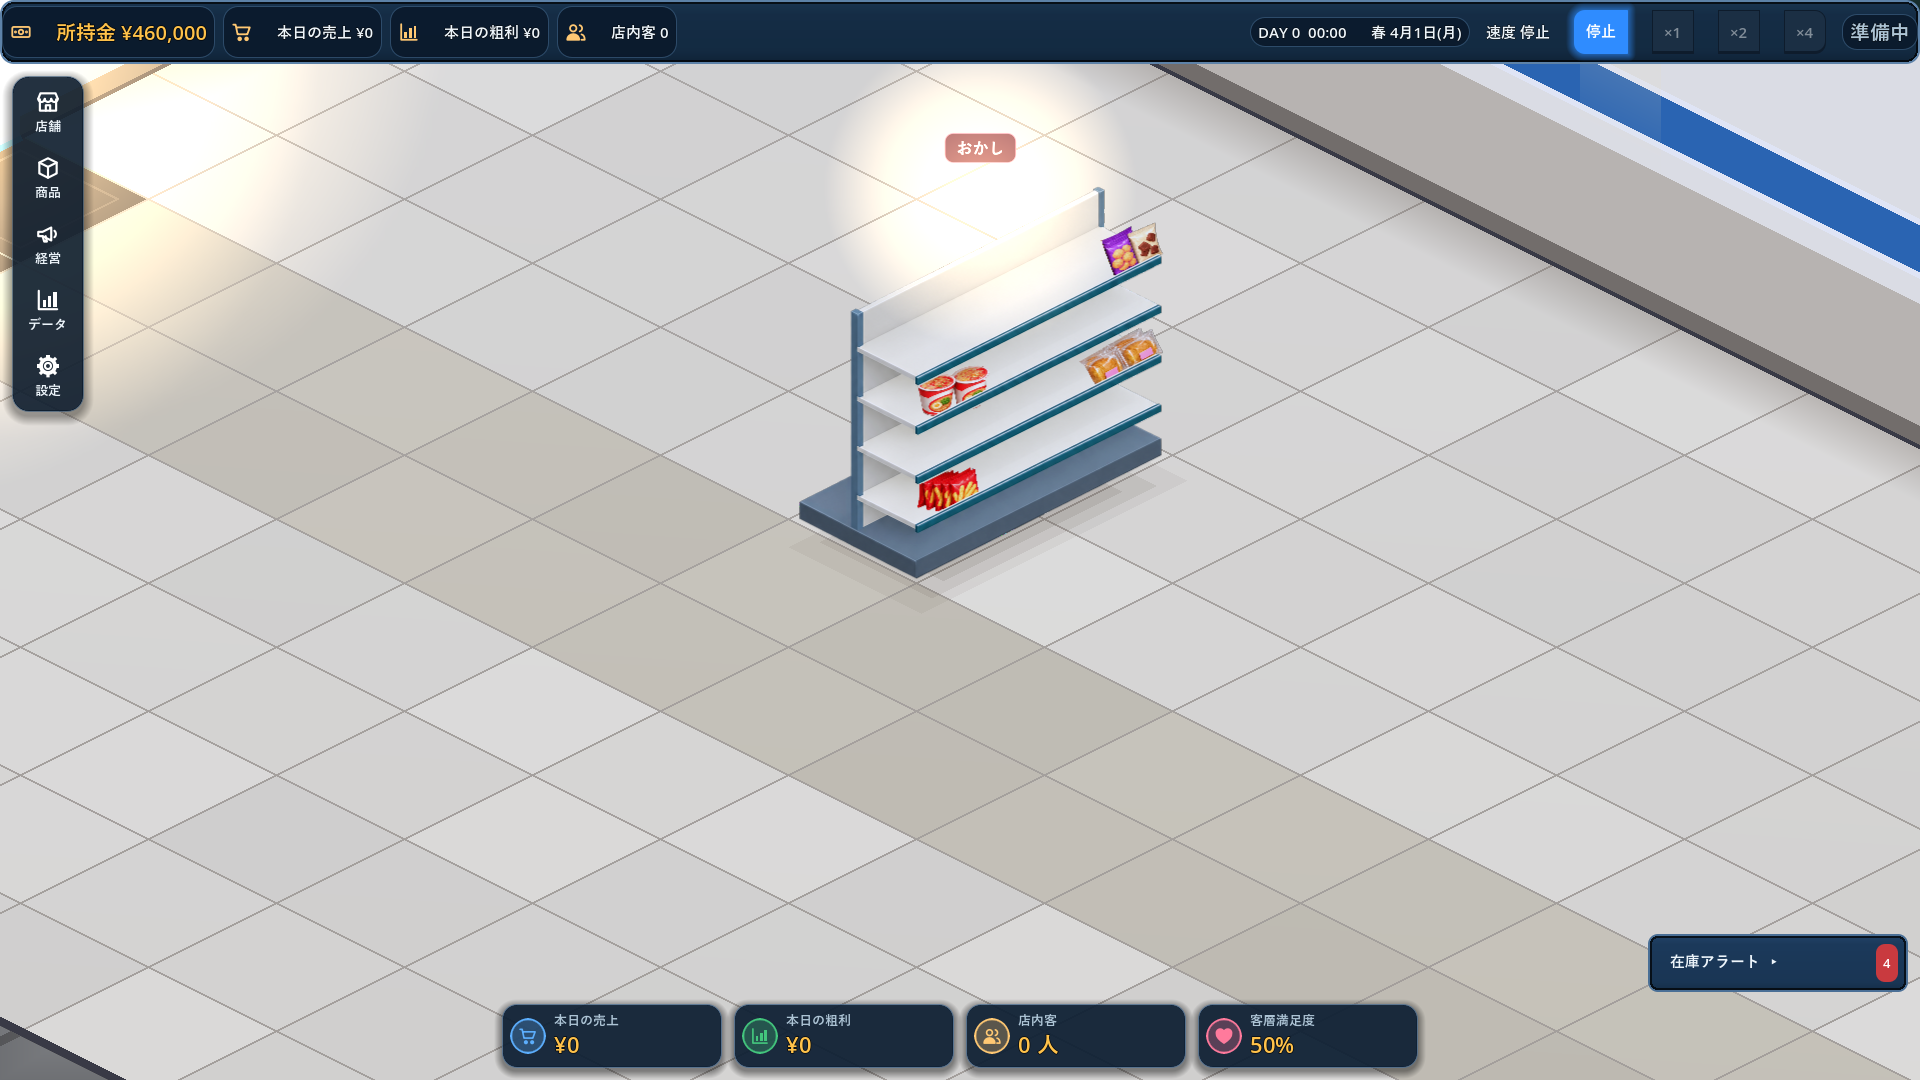 所持金 ¥460,000
本日の売上 ¥0
本日の粗利 ¥0
店内客 0
DAY 0 00:00 春 4月1日(月)
速度 停止
停止
×1
×2
×4
準備中
店舗
商品
経営
データ
設定
おかし
在庫アラート ▸
4
本日の売上
¥0
本日の粗利
¥0
店内客
0 人
客層満足度
50%